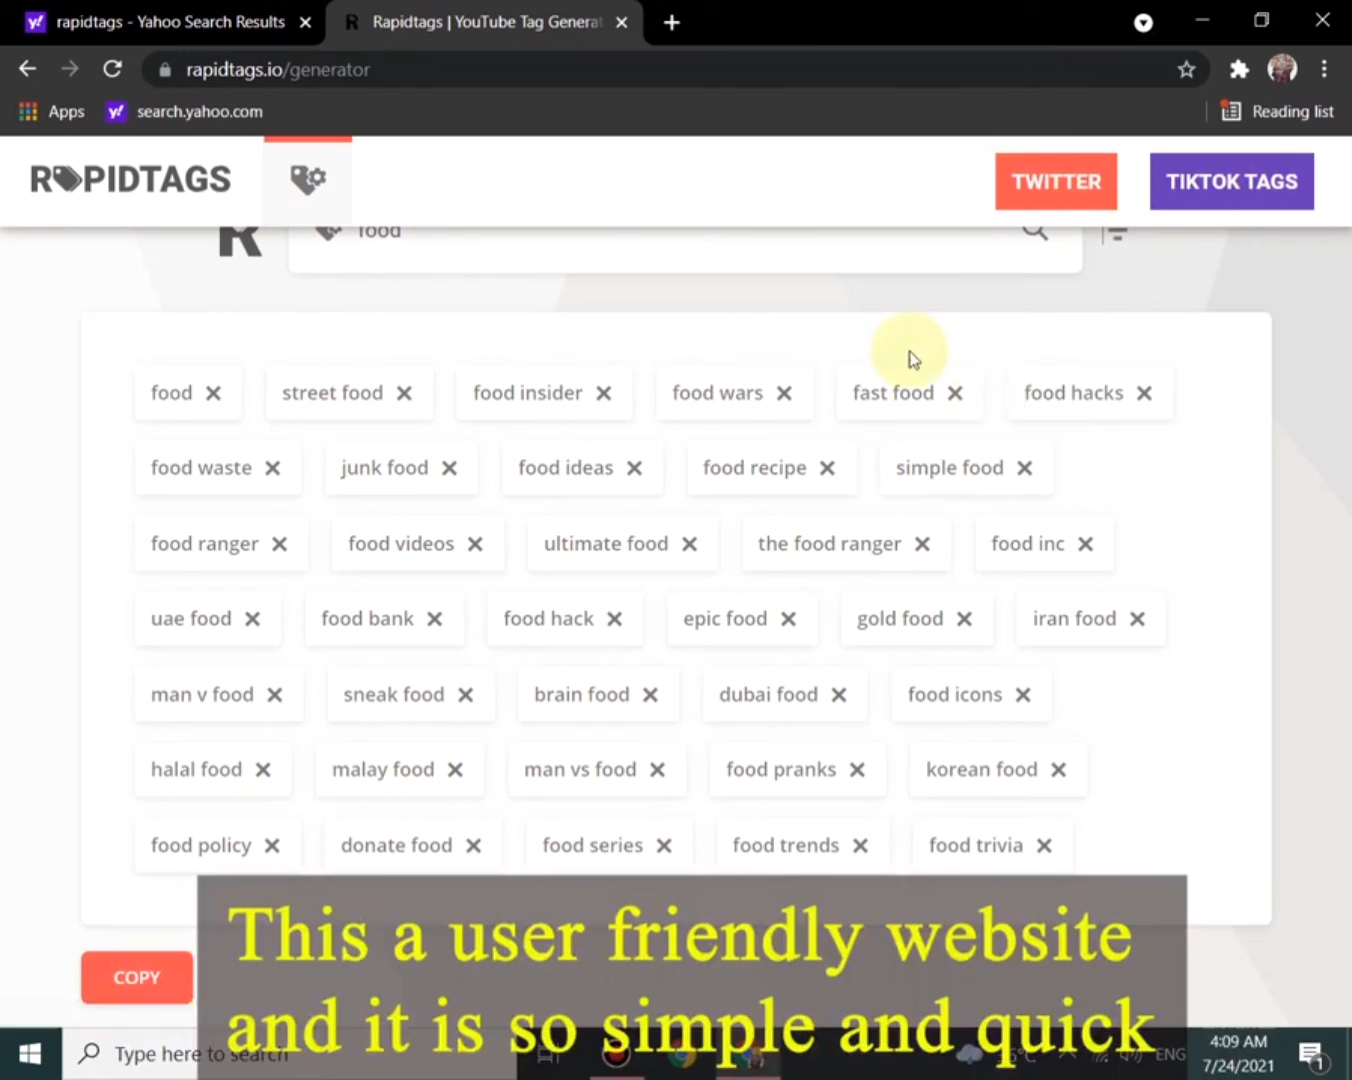 rapidtags - Yahoo Search Results
Rapidtags | YouTube Tag Generat
rapidtags.io/generator
Apps
search.yahoo.com
Reading list
RAPIDTAGS
TWITTER
TIKTOK TAGS
food
food street food food insider food wars fast food food hacks
food waste junk food food ideas food recipe simple food
food ranger food videos ultimate food the food ranger food inc
uae food food bank food hack epic food gold food iran food
man v food sneak food brain food dubai food food icons
halal food malay food man vs food food pranks korean food
food policy donate food food series food trends food trivia
COPY
This a user friendly website
and it is so simple and quick
Type here to search
ENG
4:09 AM
7/24/2021
1